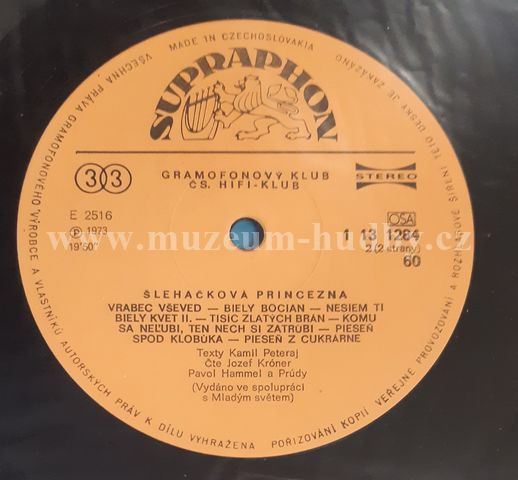 MADE IN CZECHOSLOVAKIA
VŠECHNA PRÁVA GRAMOFONOVÉHO VÝROBCE A VLASTNÍKŮ AUTORSKÝCH PRÁV K DÍLU VYHRAŽENA
POŘIZOVÁNÍ KOPIÍ VEŘEJNÉ PROVOZOVÁNÍ A ROZHLASOVÉ ŠÍŘENÍ TÉTO DESKY JE ZAKÁZÁNO
SUPRAPHON
33
GRAMOFONOVÝ KLUB
ČS. HIFI-KLUB
STEREO
E 2516
℗ 1973
19'50"
OSA
1 13 1284
2 (2 strany)
60
www.muzeum-hudby.cz
ŠLEHAČKOVÁ PRINCEZNA
VRABEC VŠEVED — BIELY BOCIAN — NESIEM TI
BIELY KVET II. — TISÍC ZLATÝCH BRÁN — KOMU
SA NEĽÚBI, TEN NECH SI ZATRÚBI — PIESEŇ
SPOD KLOBÚKA — PIESEŇ Z CUKRÁRNE
Texty Kamil Peteraj
Čte Jozef Króner
Pavol Hammel a Prúdy
(Vydáno ve spolupráci
s Mladým světem)